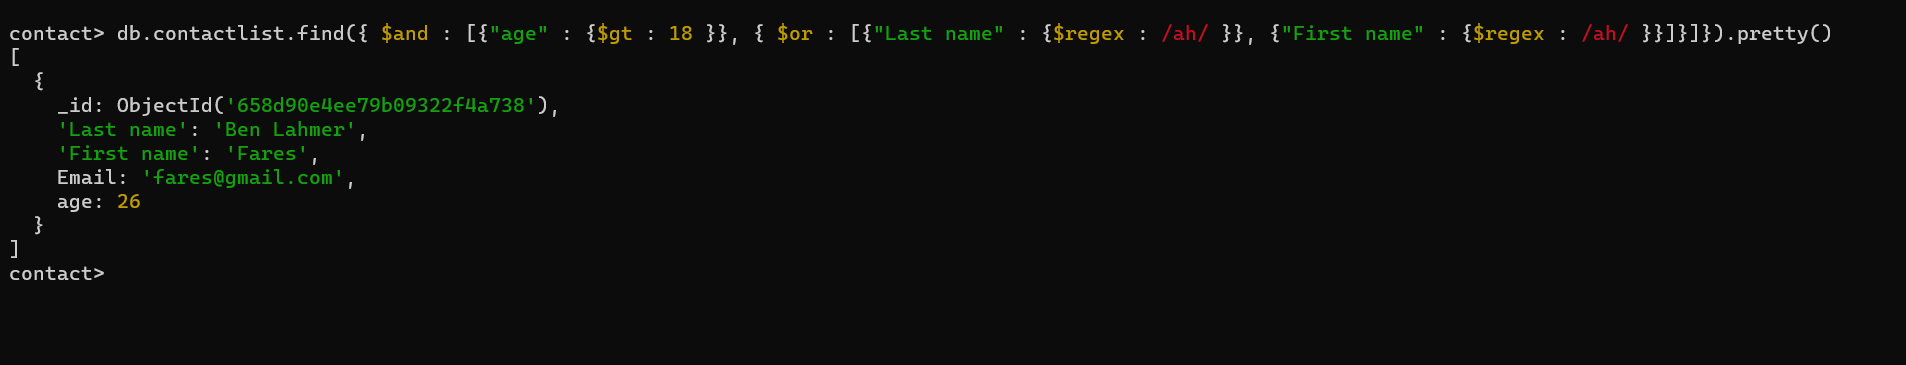 contact> db.contactlist.find({ $and : [{"age" : {$gt : 18 }}, { $or : [{"Last name" : {$regex : /ah/ }}, {"First name" : {$regex : /ah/ }}]}]}).pretty()
[
  {
    _id: ObjectId('658d90e4ee79b09322f4a738'),
    'Last name': 'Ben Lahmer',
    'First name': 'Fares',
    Email: 'fares@gmail.com',
    age: 26
  }
]
contact>